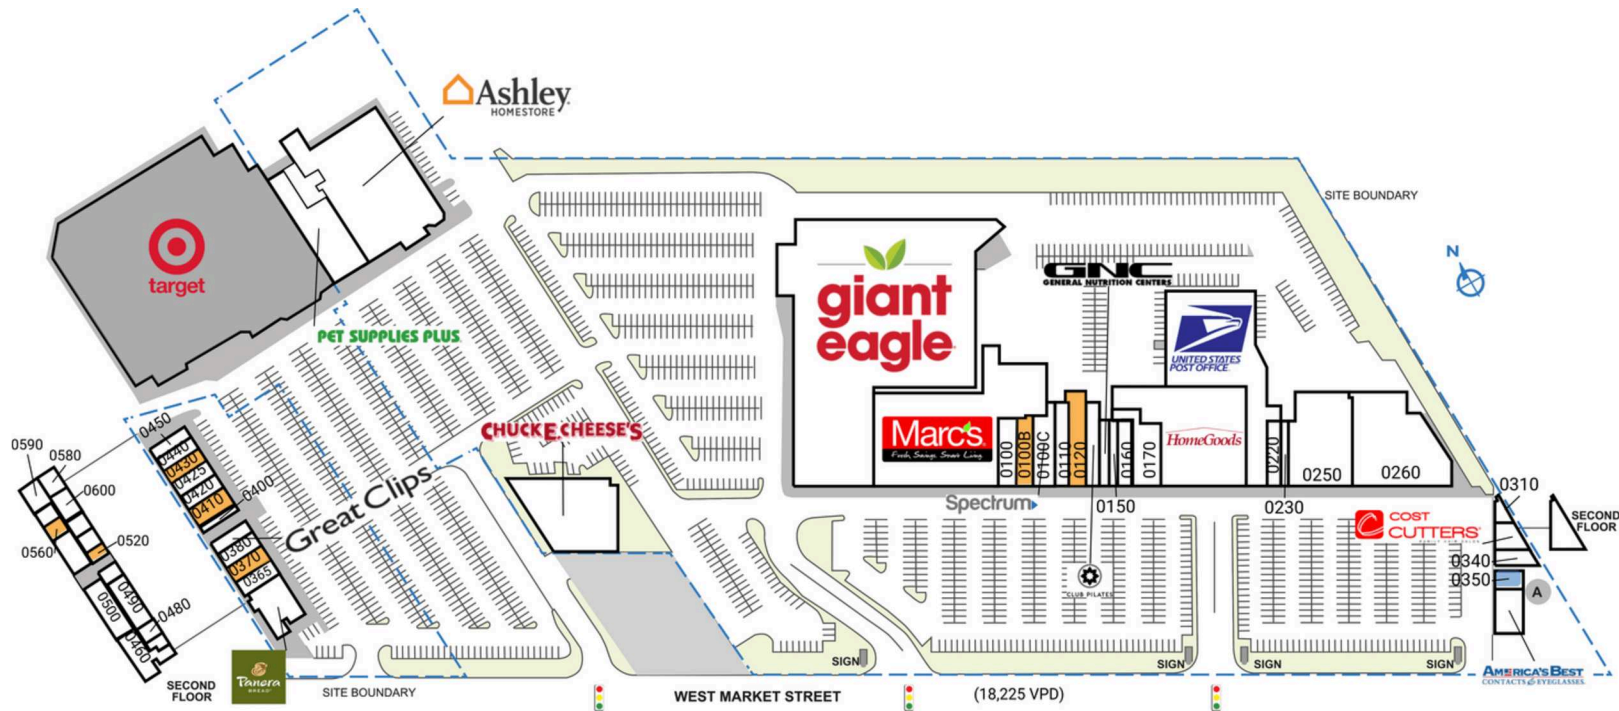 Ashley
HOMESTORE
SITE BOUNDARY
target
N
giant
eagle
GNC
GENERAL NUTRITION CENTERS
UNITED STATES
POST OFFICE
PET SUPPLIES PLUS
CHUCK E. CHEESE'S
Marc's
Fresh. Savings. Smart Living.
HomeGoods
0100
0100B
0100C
0110
0120
0160
0170
0220
0250
0260
Spectrum
0150
0230
0310
COST
CUTTERS
SECOND
FLOOR
0340
0350
A
CLUB PILATES
0450
0440
0430
0425
0420
0410
0400
Great Clips
0380
0370
0365
0590
0580
0600
0560
0520
0500
0490
0480
0460
Panera
BREAD
SECOND
FLOOR
SITE BOUNDARY
SIGN
SIGN
SIGN
SIGN
WEST MARKET STREET
(18,225 VPD)
AMERICA'S BEST
CONTACTS & EYEGLASSES